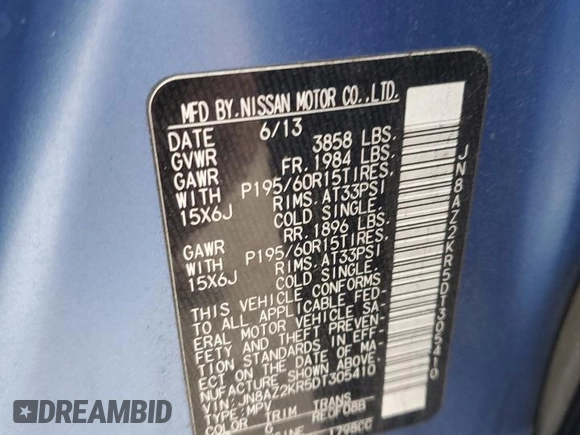 MFD BY.NISSAN MOTOR CO.,LTD.
DATE 6/13
GVWR 3858 LBS.
GAWR FR. 1984 LBS.
WITH P195/60R15TIRES.
15X6J RIMS. AT33PSI
COLD SINGLE.
GAWR RR. 1896 LBS.
WITH P195/60R15TIRES.
15X6J RIMS. AT33PSI
COLD SINGLE.
THIS VEHICLE CONFORMS
TO ALL APPLICABLE FED-
ERAL MOTOR VEHICLE SA-
FETY AND THEFT PREVEN-
TION STANDARDS IN EFF-
ECT ON THE DATE OF MA-
NUFACTURE SHOWN ABOVE.
VIN: JN8AZ2KR5DT305410
TYPE: MPV
COLOR TRIM TRANS
G RE0F08B
1798CC
JN8AZ2KR5DT305410
DREAMBID